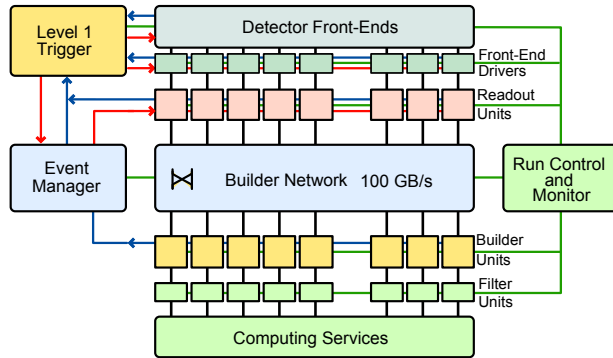 Level 1
Trigger
Detector Front-Ends
Front-End
Drivers
Readout
Units
Event
Manager
Builder Network 100 GB/s
Run Control
and
Monitor
Builder
Units
Filter
Units
Computing Services